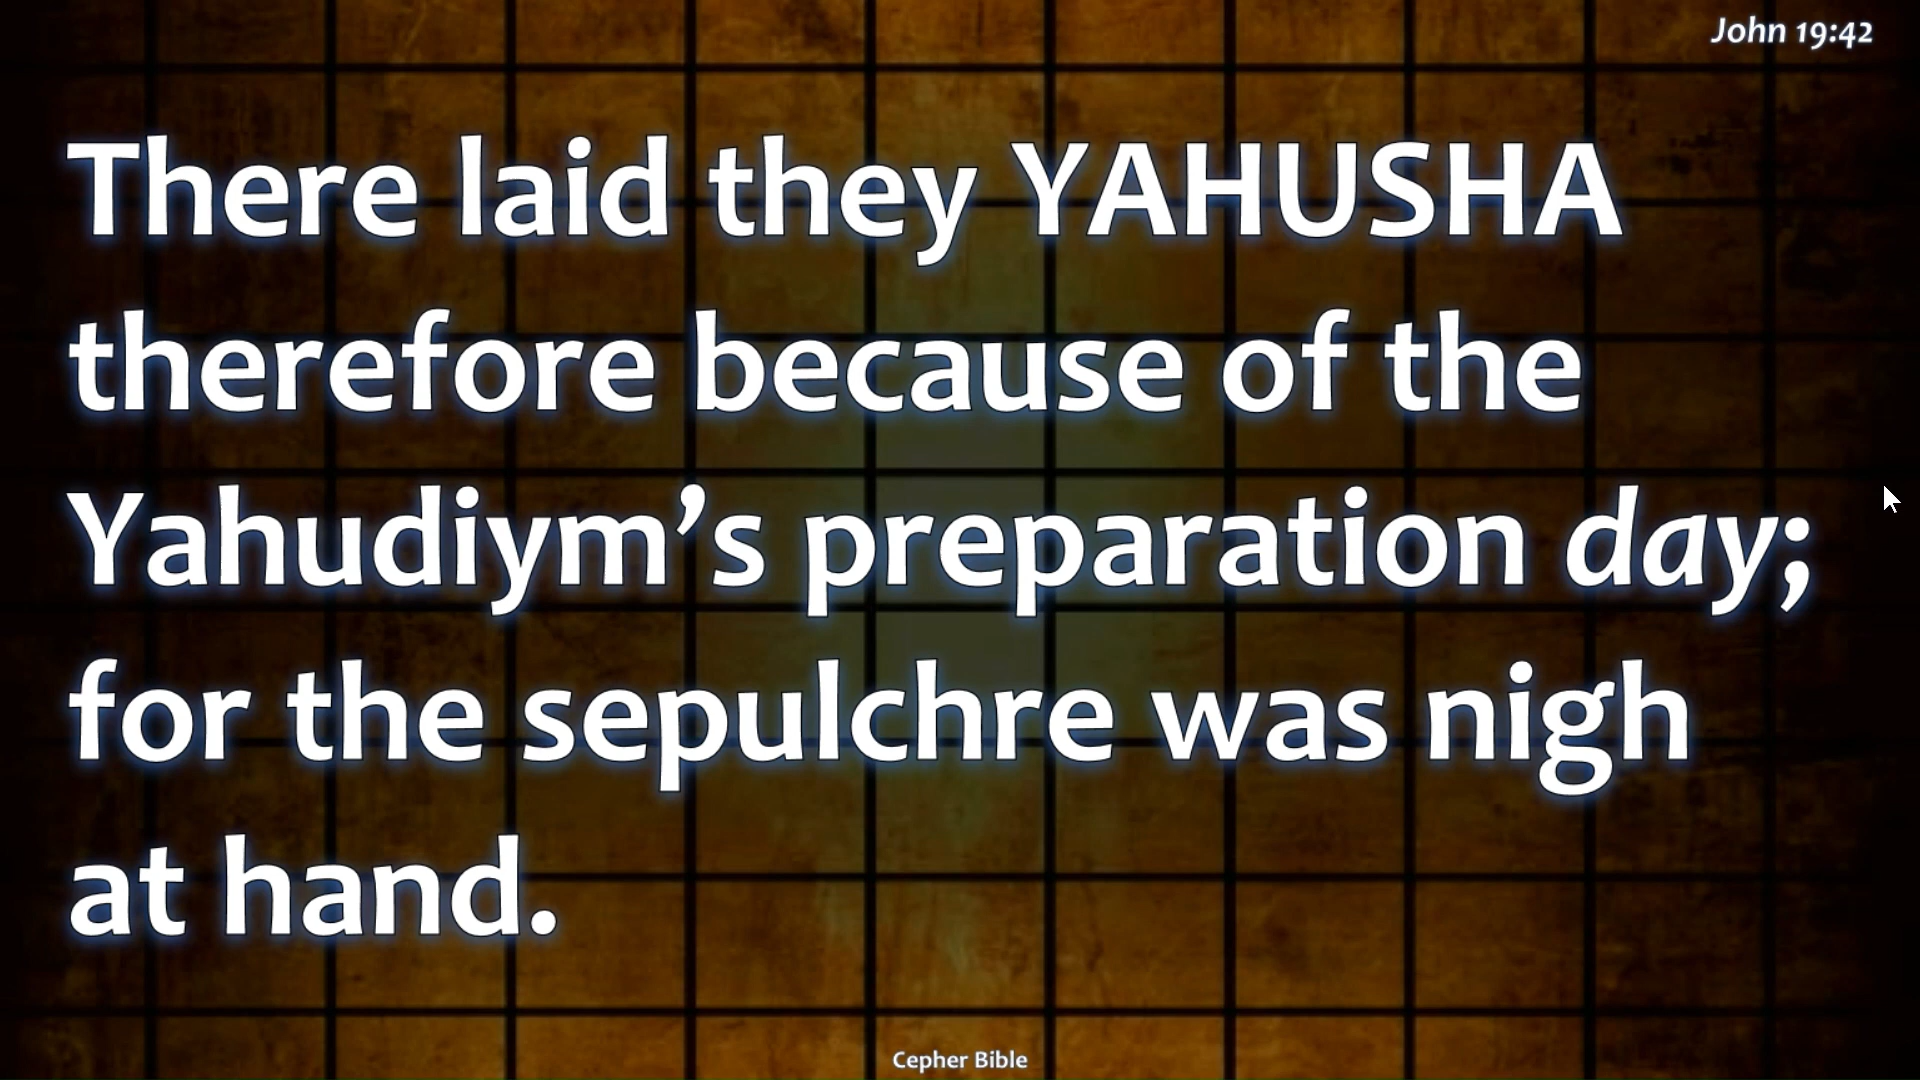 John 19:42
There laid they YAHUSHA
therefore because of the
Yahudiym’s preparation day;
for the sepulchre was nigh
at hand.
Cepher Bible